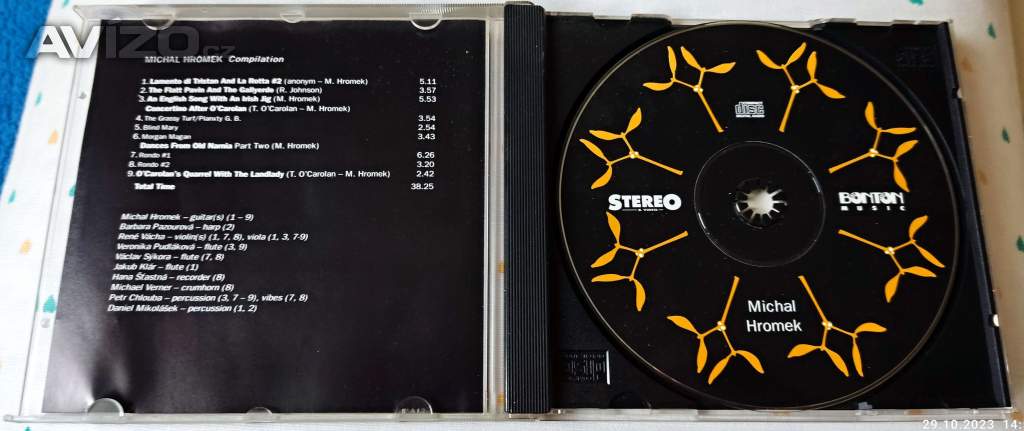 AVIZO.cz
MICHAL HROMEK Compilation
1. Lamento di Tristan And La Rotta #2 (anonym – M. Hromek) 5.11
2. The Flatt Pavin And The Gallyerde (R. Johnson) 3.57
3. An English Song With An Irish Jig (M. Hromek) 5.53
Concertino After O'Carolan (T. O'Carolan – M. Hromek)
4. The Grassy Turf/Planxty G. B. 3.54
5. Blind Mary 2.54
6. Morgan Magan 3.43
Dances From Old Narnia Part Two (M. Hromek)
7. Rondo #1 6.26
8. Rondo #2 3.20
9. O'Carolan's Quarrel With The Landlady (T. O'Carolan – M. Hromek) 2.42
Total Time 38.25
Michal Hromek – guitar(s) (1 – 9)
Barbara Pazourová – harp (2)
René Vácha – violin(s) (1, 7, 8), viola (1, 3, 7-9)
Veronika Pudláková – flute (3, 9)
Václav Sýkora – flute (7, 8)
Jakub Klár – flute (1)
Hana Šťastná – recorder (8)
Michael Verner – crumhorn (8)
Petr Chlouba – percussion (3, 7 – 9), vibes (7, 8)
Daniel Mikolášek – percussion (1, 2)
disc
DIGITAL AUDIO
STEREO
& VIDEO
BONTON
MUSIC
Michal
Hromek
29.10.2023 14: